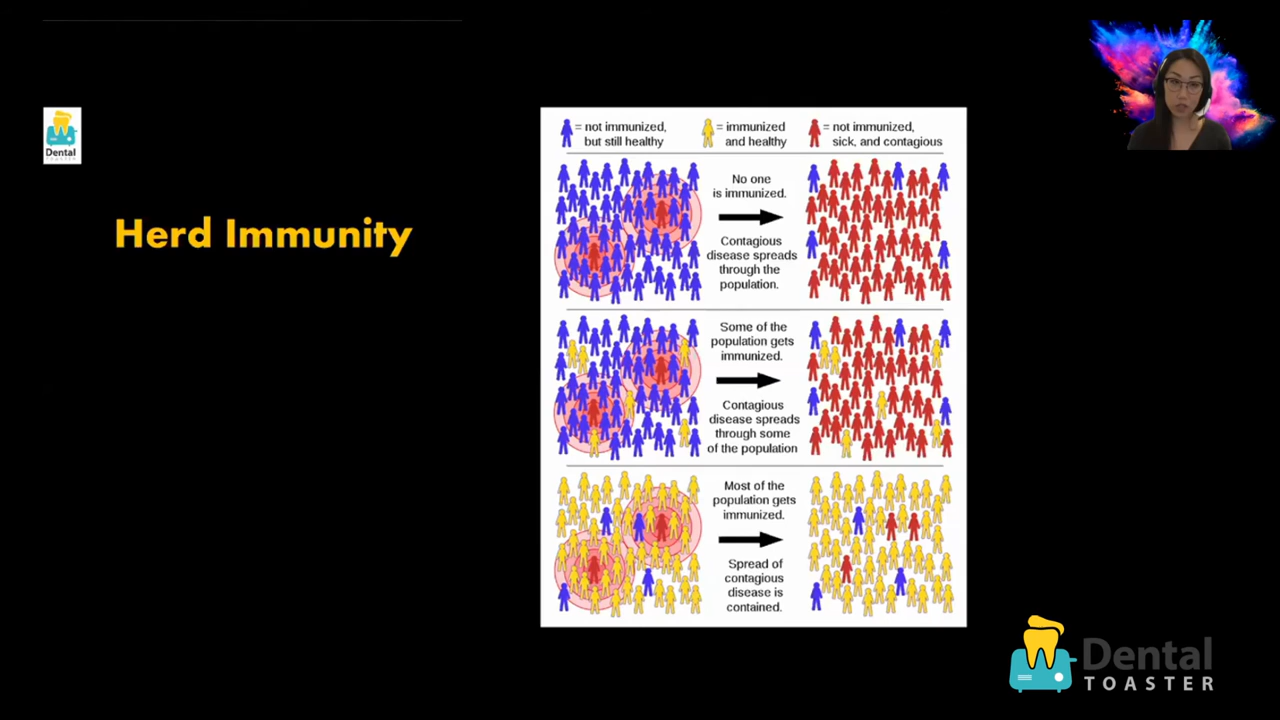 Dental
TOASTER
Herd Immunity
= not immunized,
but still healthy
= immunized
and healthy
= not immunized,
sick, and contagious
No one
is immunized.
Contagious
disease spreads
through the
population.
Some of the
population gets
immunized.
Contagious
disease spreads
through some
of the population
Most of the
population gets
immunized.
Spread of
contagious
disease is
contained.
Dental
TOASTER